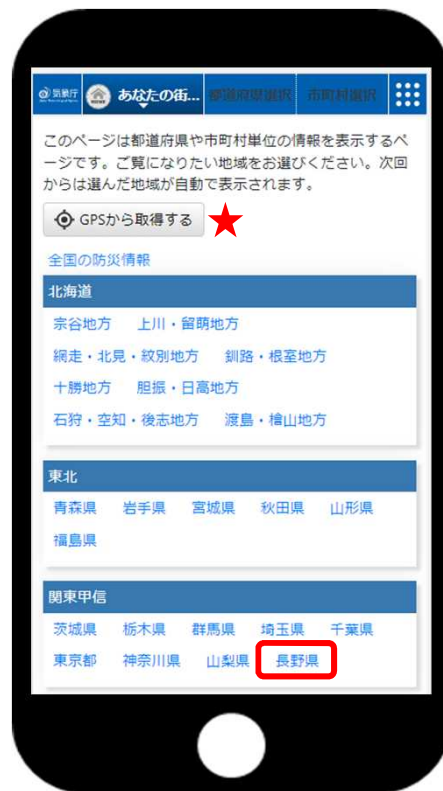 気象庁
あなたの街... 都道府県選択 市町村選択
このページは都道府県や市町村単位の情報を表示するペ
ージです。ご覧になりたい地域をお選びください。次回
からは選んだ地域が自動で表示されます。
GPSから取得する
全国の防災情報
北海道
宗谷地方 上川・留萌地方
網走・北見・紋別地方 釧路・根室地方
十勝地方 胆振・日高地方
石狩・空知・後志地方 渡島・檜山地方
東北
青森県 岩手県 宮城県 秋田県 山形県
福島県
関東甲信
茨城県 栃木県 群馬県 埼玉県 千葉県
東京都 神奈川県 山梨県 長野県